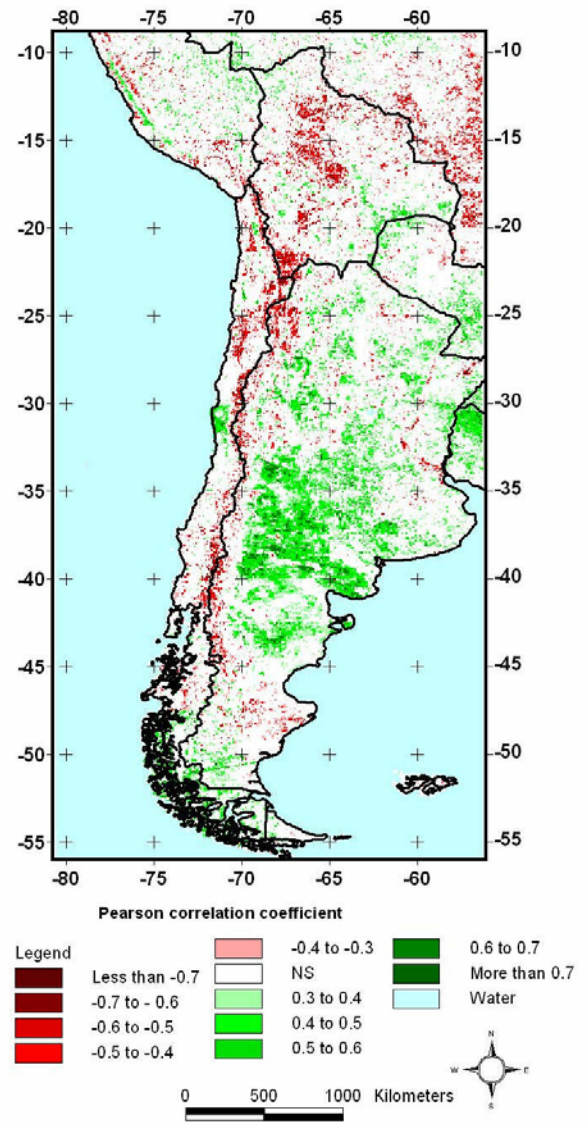 -80 -75 -70 -65 -60
-10 -10
-15 -15
-20 -20
-25 -25
-30 -30
-35 -35
-40 -40
-45 -45
-50 -50
-55 -55
-80 -75 -70 -65 -60
Pearson correlation coefficient
Legend
Less than -0.7
-0.7 to - 0.6
-0.6 to -0.5
-0.5 to -0.4
-0.4 to -0.3
NS
0.3 to 0.4
0.4 to 0.5
0.5 to 0.6
0.6 to 0.7
More than 0.7
Water
N
W E
S
0 500 1000 Kilometers